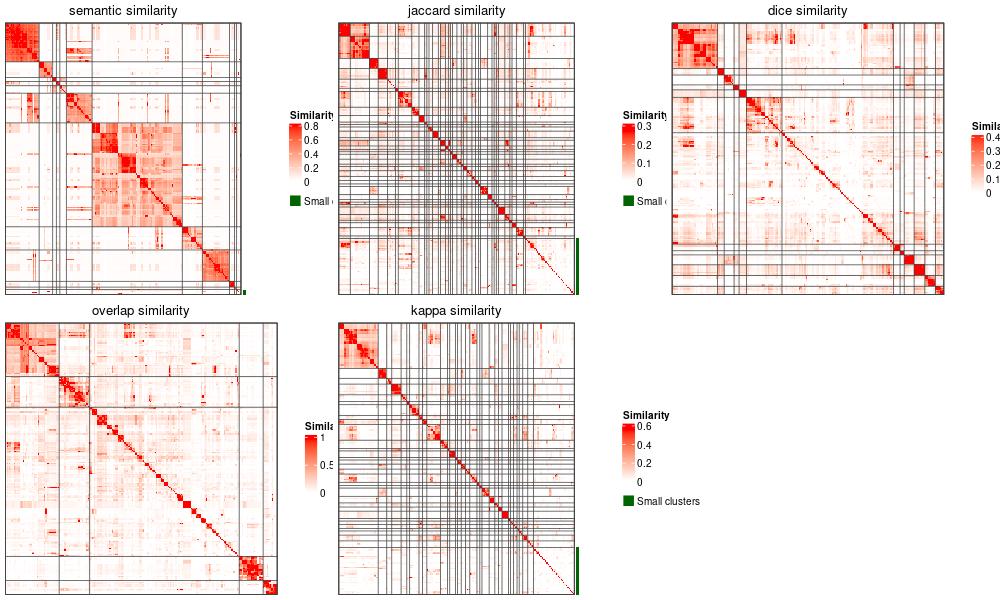 semantic similarity
Similarity
0.8
0.6
0.4
0.2
0
Small
jaccard similarity
Similarity
0.3
0.2
0.1
0
Small
dice similarity
Simila
0.4
0.3
0.2
0.1
0
overlap similarity
Simila
1
0.5
0
kappa similarity
Similarity
0.6
0.4
0.2
0
Small clusters